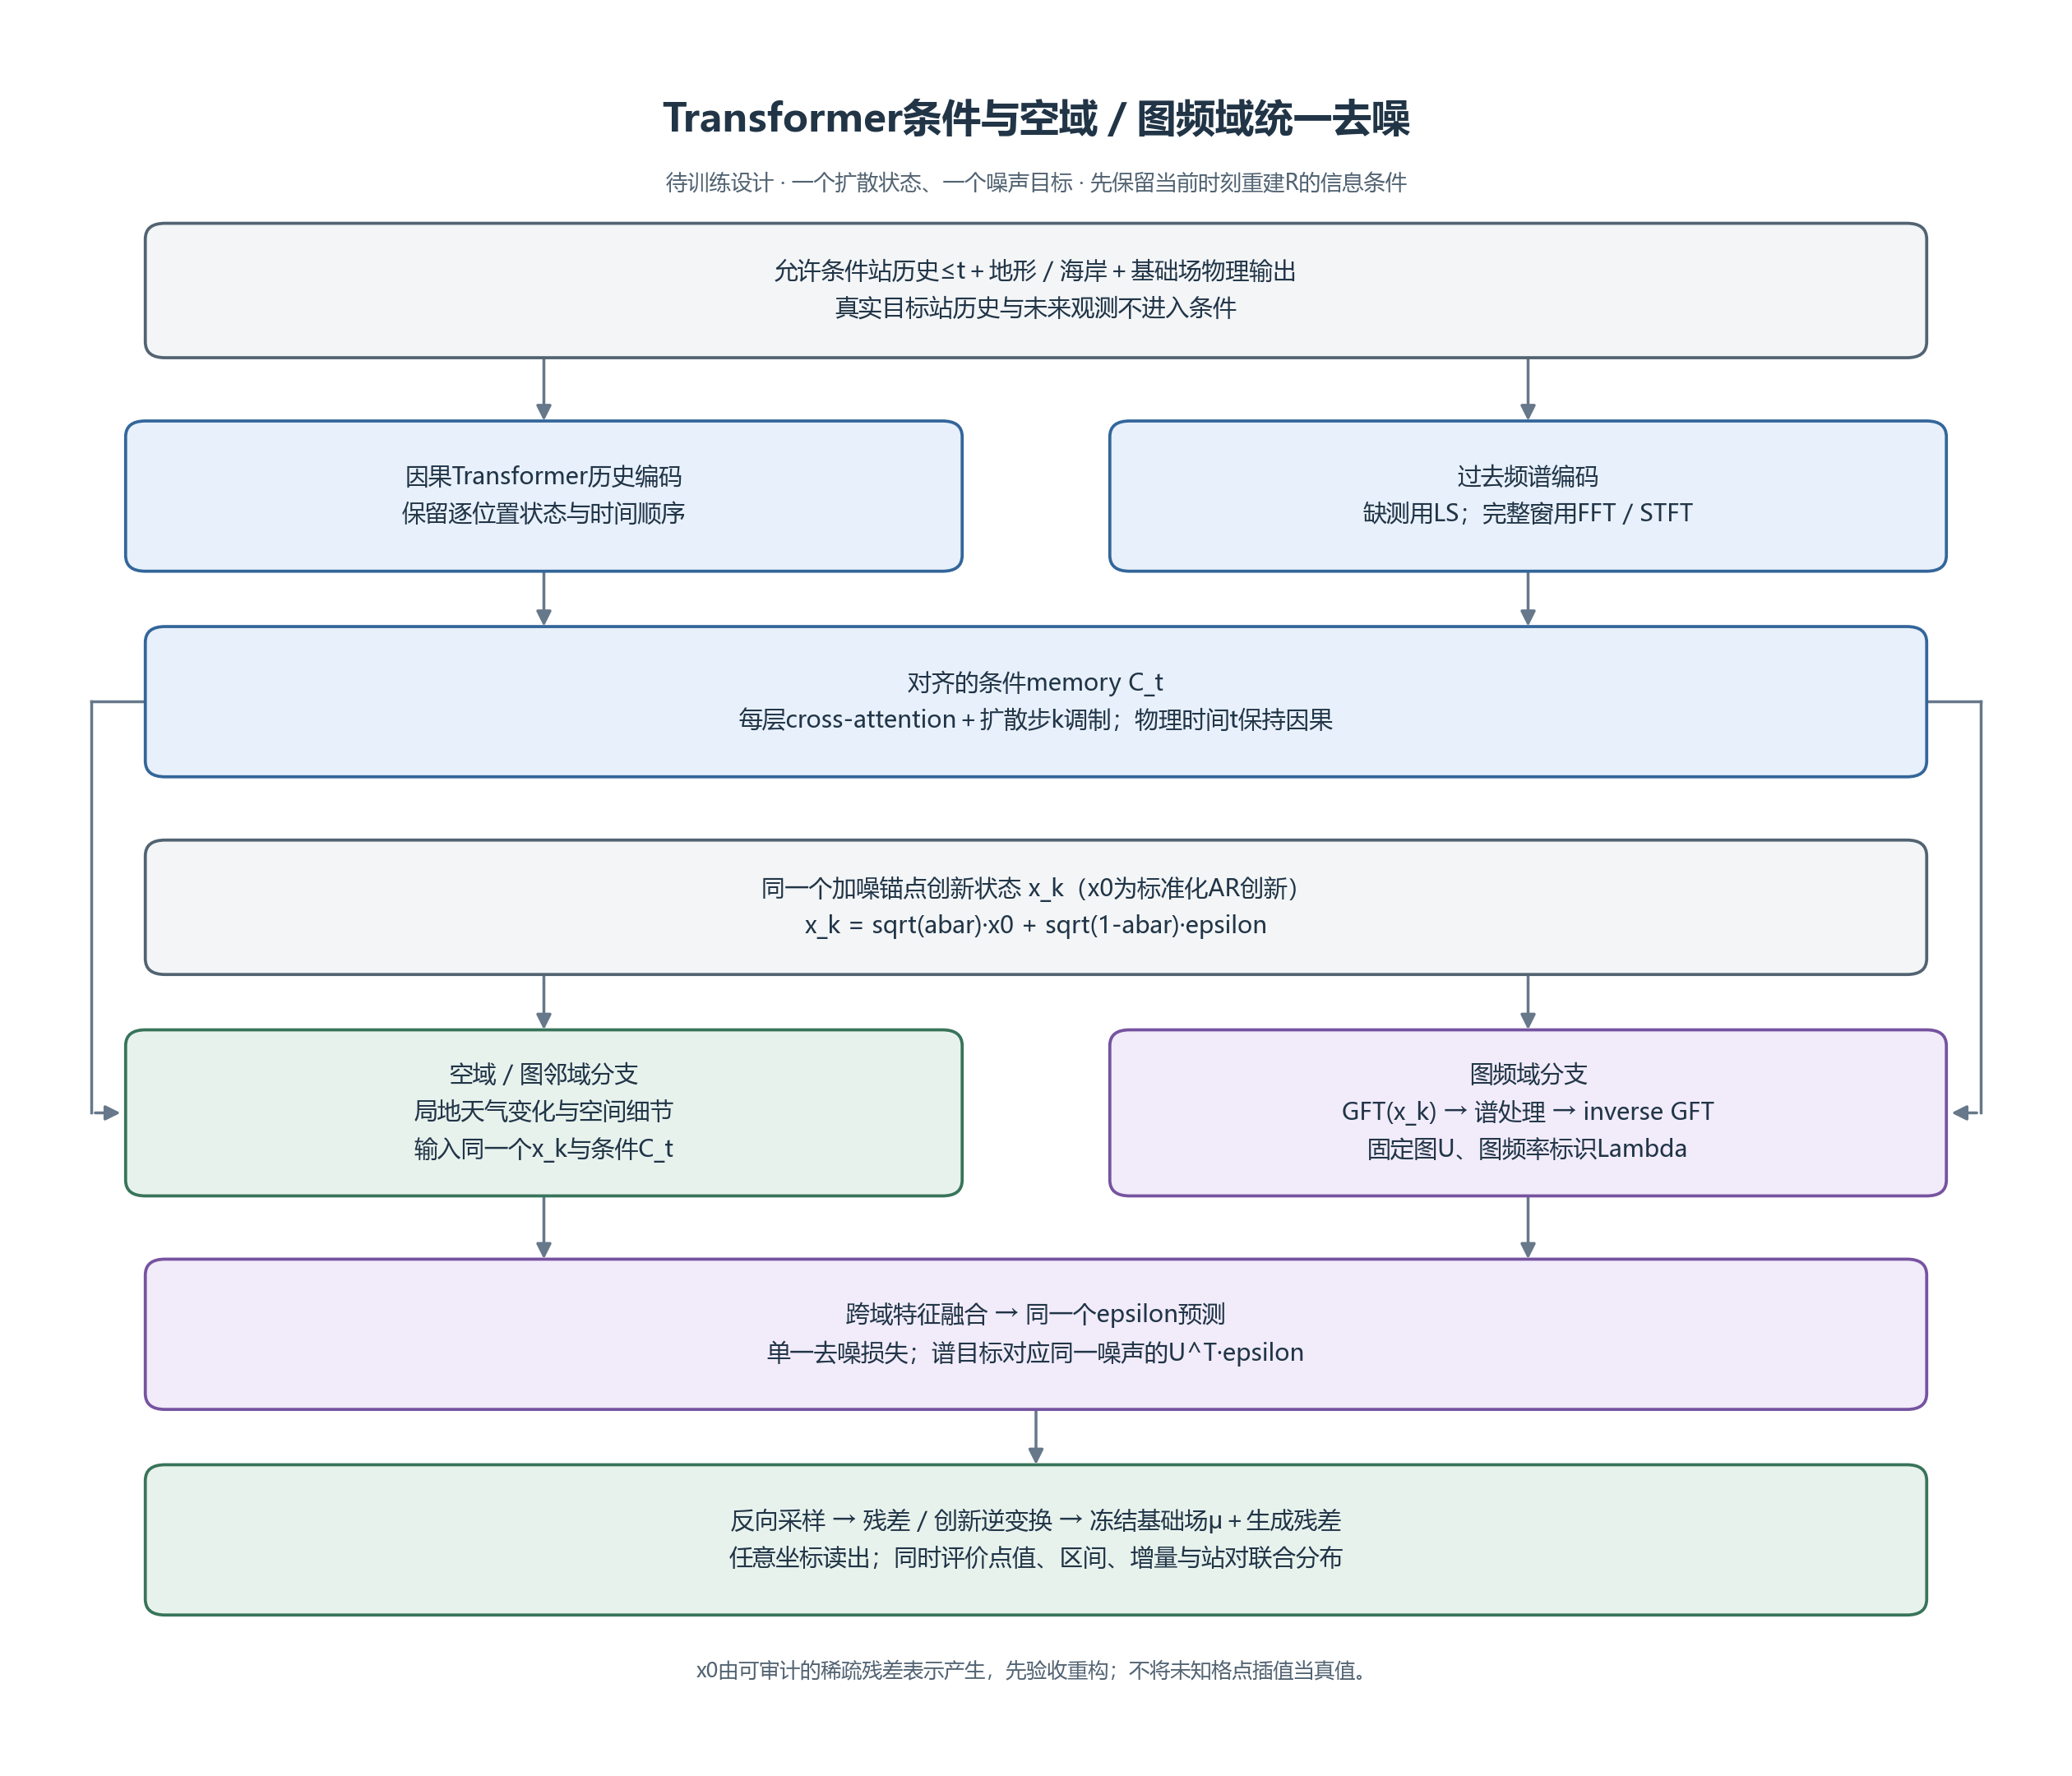 Transformer条件与空域 / 图频域统一去噪
待训练设计 · 一个扩散状态、一个噪声目标 · 先保留当前时刻重建R的信息条件
允许条件站历史≤t + 地形 / 海岸 + 基础场物理输出
真实目标站历史与未来观测不进入条件
因果Transformer历史编码
保留逐位置状态与时间顺序
过去频谱编码
缺测用LS；完整窗用FFT / STFT
对齐的条件memory C_t
每层cross-attention + 扩散步k调制；物理时间t保持因果
同一个加噪锚点创新状态 x_k（x0为标准化AR创新）
x_k = sqrt(abar)·x0 + sqrt(1-abar)·epsilon
空域 / 图邻域分支
局地天气变化与空间细节
输入同一个x_k与条件C_t
图频域分支
GFT(x_k) → 谱处理 → inverse GFT
固定图U、图频率标识Lambda
跨域特征融合 → 同一个epsilon预测
单一去噪损失；谱目标对应同一噪声的U^T·epsilon
反向采样 → 残差 / 创新逆变换 → 冻结基础场μ + 生成残差
任意坐标读出；同时评价点值、区间、增量与站对联合分布
x0由可审计的稀疏残差表示产生，先验收重构；不将未知格点插值当真值。